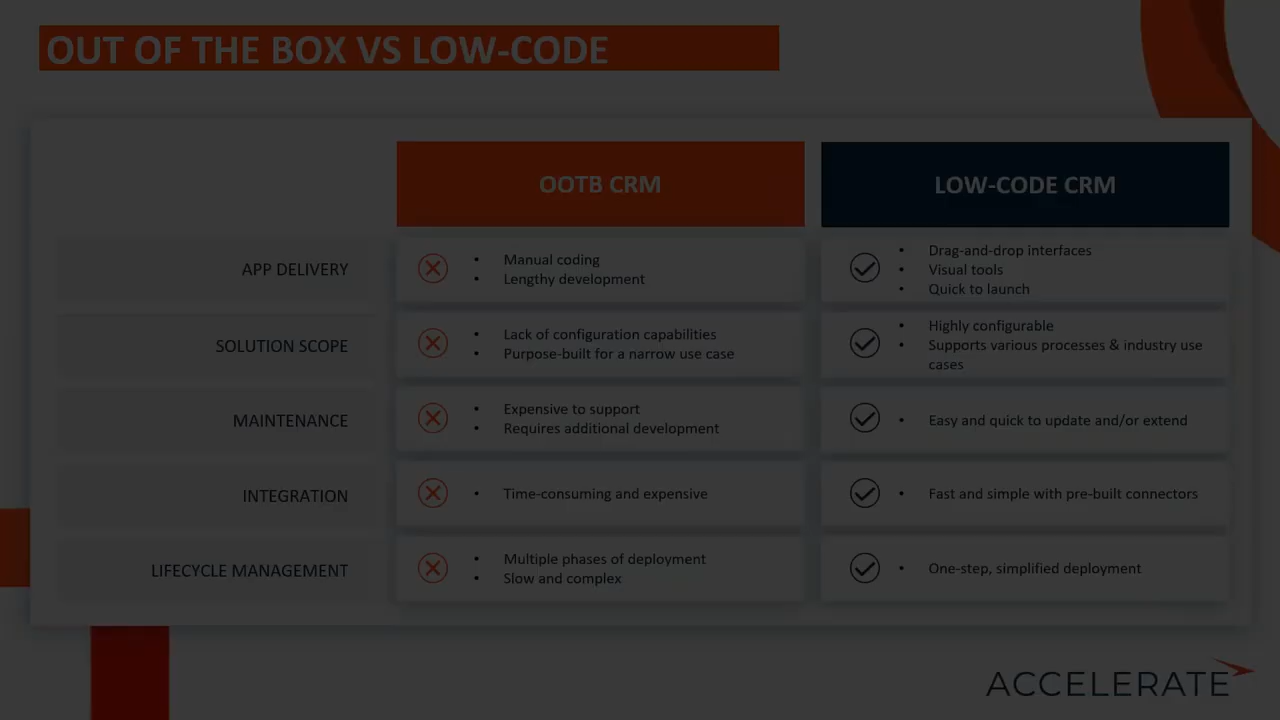 OUT OF THE BOX VS LOW-CODE
OOTB CRM
LOW-CODE CRM
APP DELIVERY
• Manual coding
• Lengthy development
• Drag-and-drop interfaces
• Visual tools
• Quick to launch
SOLUTION SCOPE
• Lack of configuration capabilities
• Purpose-built for a narrow use case
• Highly configurable
• Supports various processes & industry use
cases
MAINTENANCE
• Expensive to support
• Requires additional development
• Easy and quick to update and/or extend
INTEGRATION
• Time-consuming and expensive
• Fast and simple with pre-built connectors
LIFECYCLE MANAGEMENT
• Multiple phases of deployment
• Slow and complex
• One-step, simplified deployment
ACCELERATE